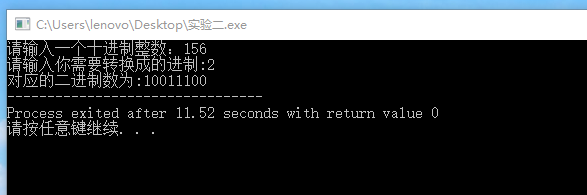 C:\Users\lenovo\Desktop\实验二.exe
请输入一个十进制整数：156
请输入你需要转换成的进制:2
对应的二进制数为:10011100
--------------------------------
Process exited after 11.52 seconds with return value 0
请按任意键继续. . .